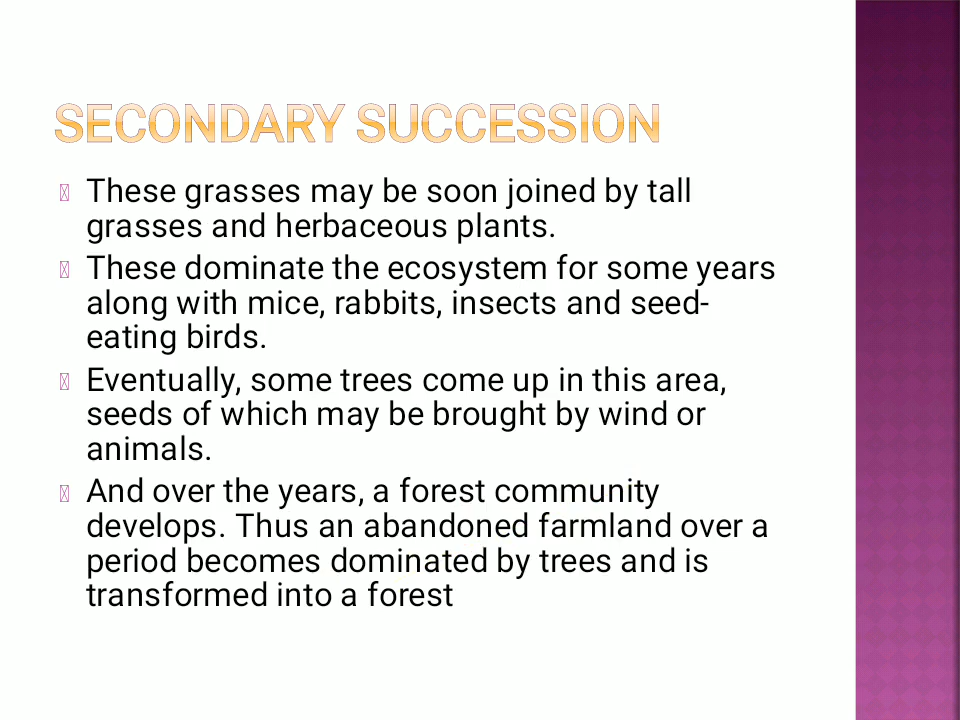 SECONDARY SUCCESSION
These grasses may be soon joined by tall
grasses and herbaceous plants.
These dominate the ecosystem for some years
along with mice, rabbits, insects and seed-
eating birds.
Eventually, some trees come up in this area,
seeds of which may be brought by wind or
animals.
And over the years, a forest community
develops. Thus an abandoned farmland over a
period becomes dominated by trees and is
transformed into a forest